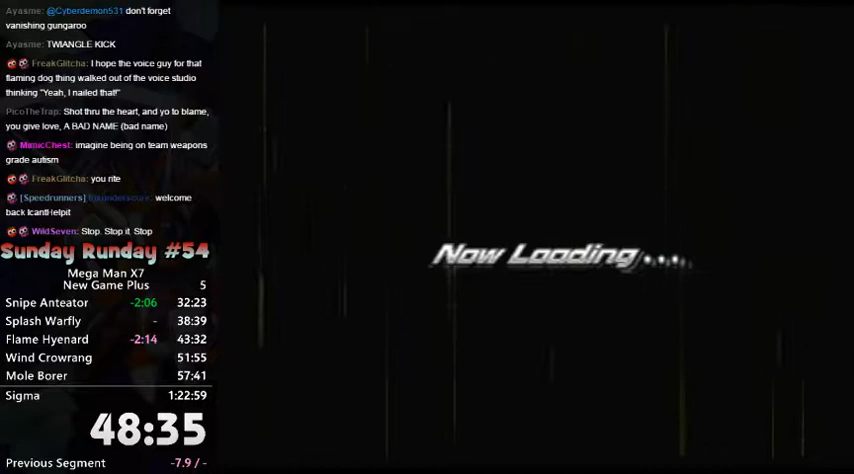 Ayasme: @Cyberdemon531 don't forget
vanishing gungaroo
Ayasme: TWIANGLE KICK
FreakGlitcha: I hope the voice guy for that
flaming dog thing walked out of the voice studio
thinking "Yeah, I nailed that!"
PicoTheTrap: Shot thru the heart, and yo to blame,
you give love, A BAD NAME (bad name)
MimicChest: imagine being on team weapons
grade autism
FreakGlitcha: you rite
[Speedrunners] : welcome
back IcantHelpit
WildSeven: Stop. Stop it. Stop
Sunday Runday #54
Mega Man X7
New Game Plus 5
Snipe Anteator -2:06 32:23
Splash Warfly - 38:39
Flame Hyenard -2:14 43:32
Wind Crowrang 51:55
Mole Borer 57:41
Sigma 1:22:59
48:35
Previous Segment -7.9 / -
Now Loading....